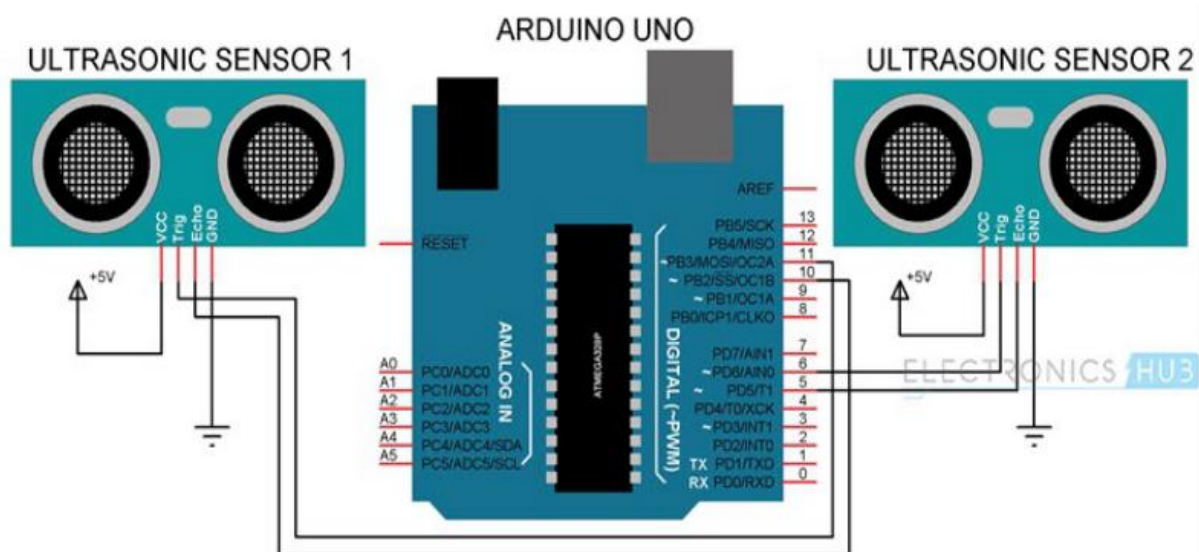 ARDUINO UNO
ULTRASONIC SENSOR 1
ULTRASONIC SENSOR 2
VCC
Trig
Echo
GND
+5V
RESET
AREF
PB5/SCK 13
PB4/MISO 12
~PB3/MOSI/OC2A 11
~ PB2/SS/OC1B 10
~ PB1/OC1A 9
PB0/ICP1/CLKO 8
PD7/AIN1 7
~ PD6/AIN0 6
~ PD5/T1 5
PD4/T0/XCK 4
~ PD3/INT1 3
PD2/INT0 2
TX PD1/TXD 1
RX PD0/RXD 0
A0 PC0/ADC0
A1 PC1/ADC1
A2 PC2/ADC2
A3 PC3/ADC3
A4 PC4/ADC4/SDA
A5 PC5/ADC5/SCL
ANALOG IN
ATMEGA328P
DIGITAL (~PWM)
VCC
Trig
Echo
GND
+5V
ELECTRONICS HUB